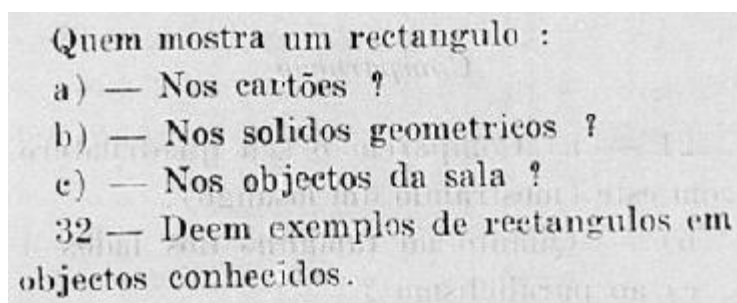 Quem mostra um rectangulo :
a) — Nos cartões ?
b) — Nos solidos geometricos ?
c) — Nos objectos da sala ?
32 — Deem exemplos de rectangulos em
objectos conhecidos.